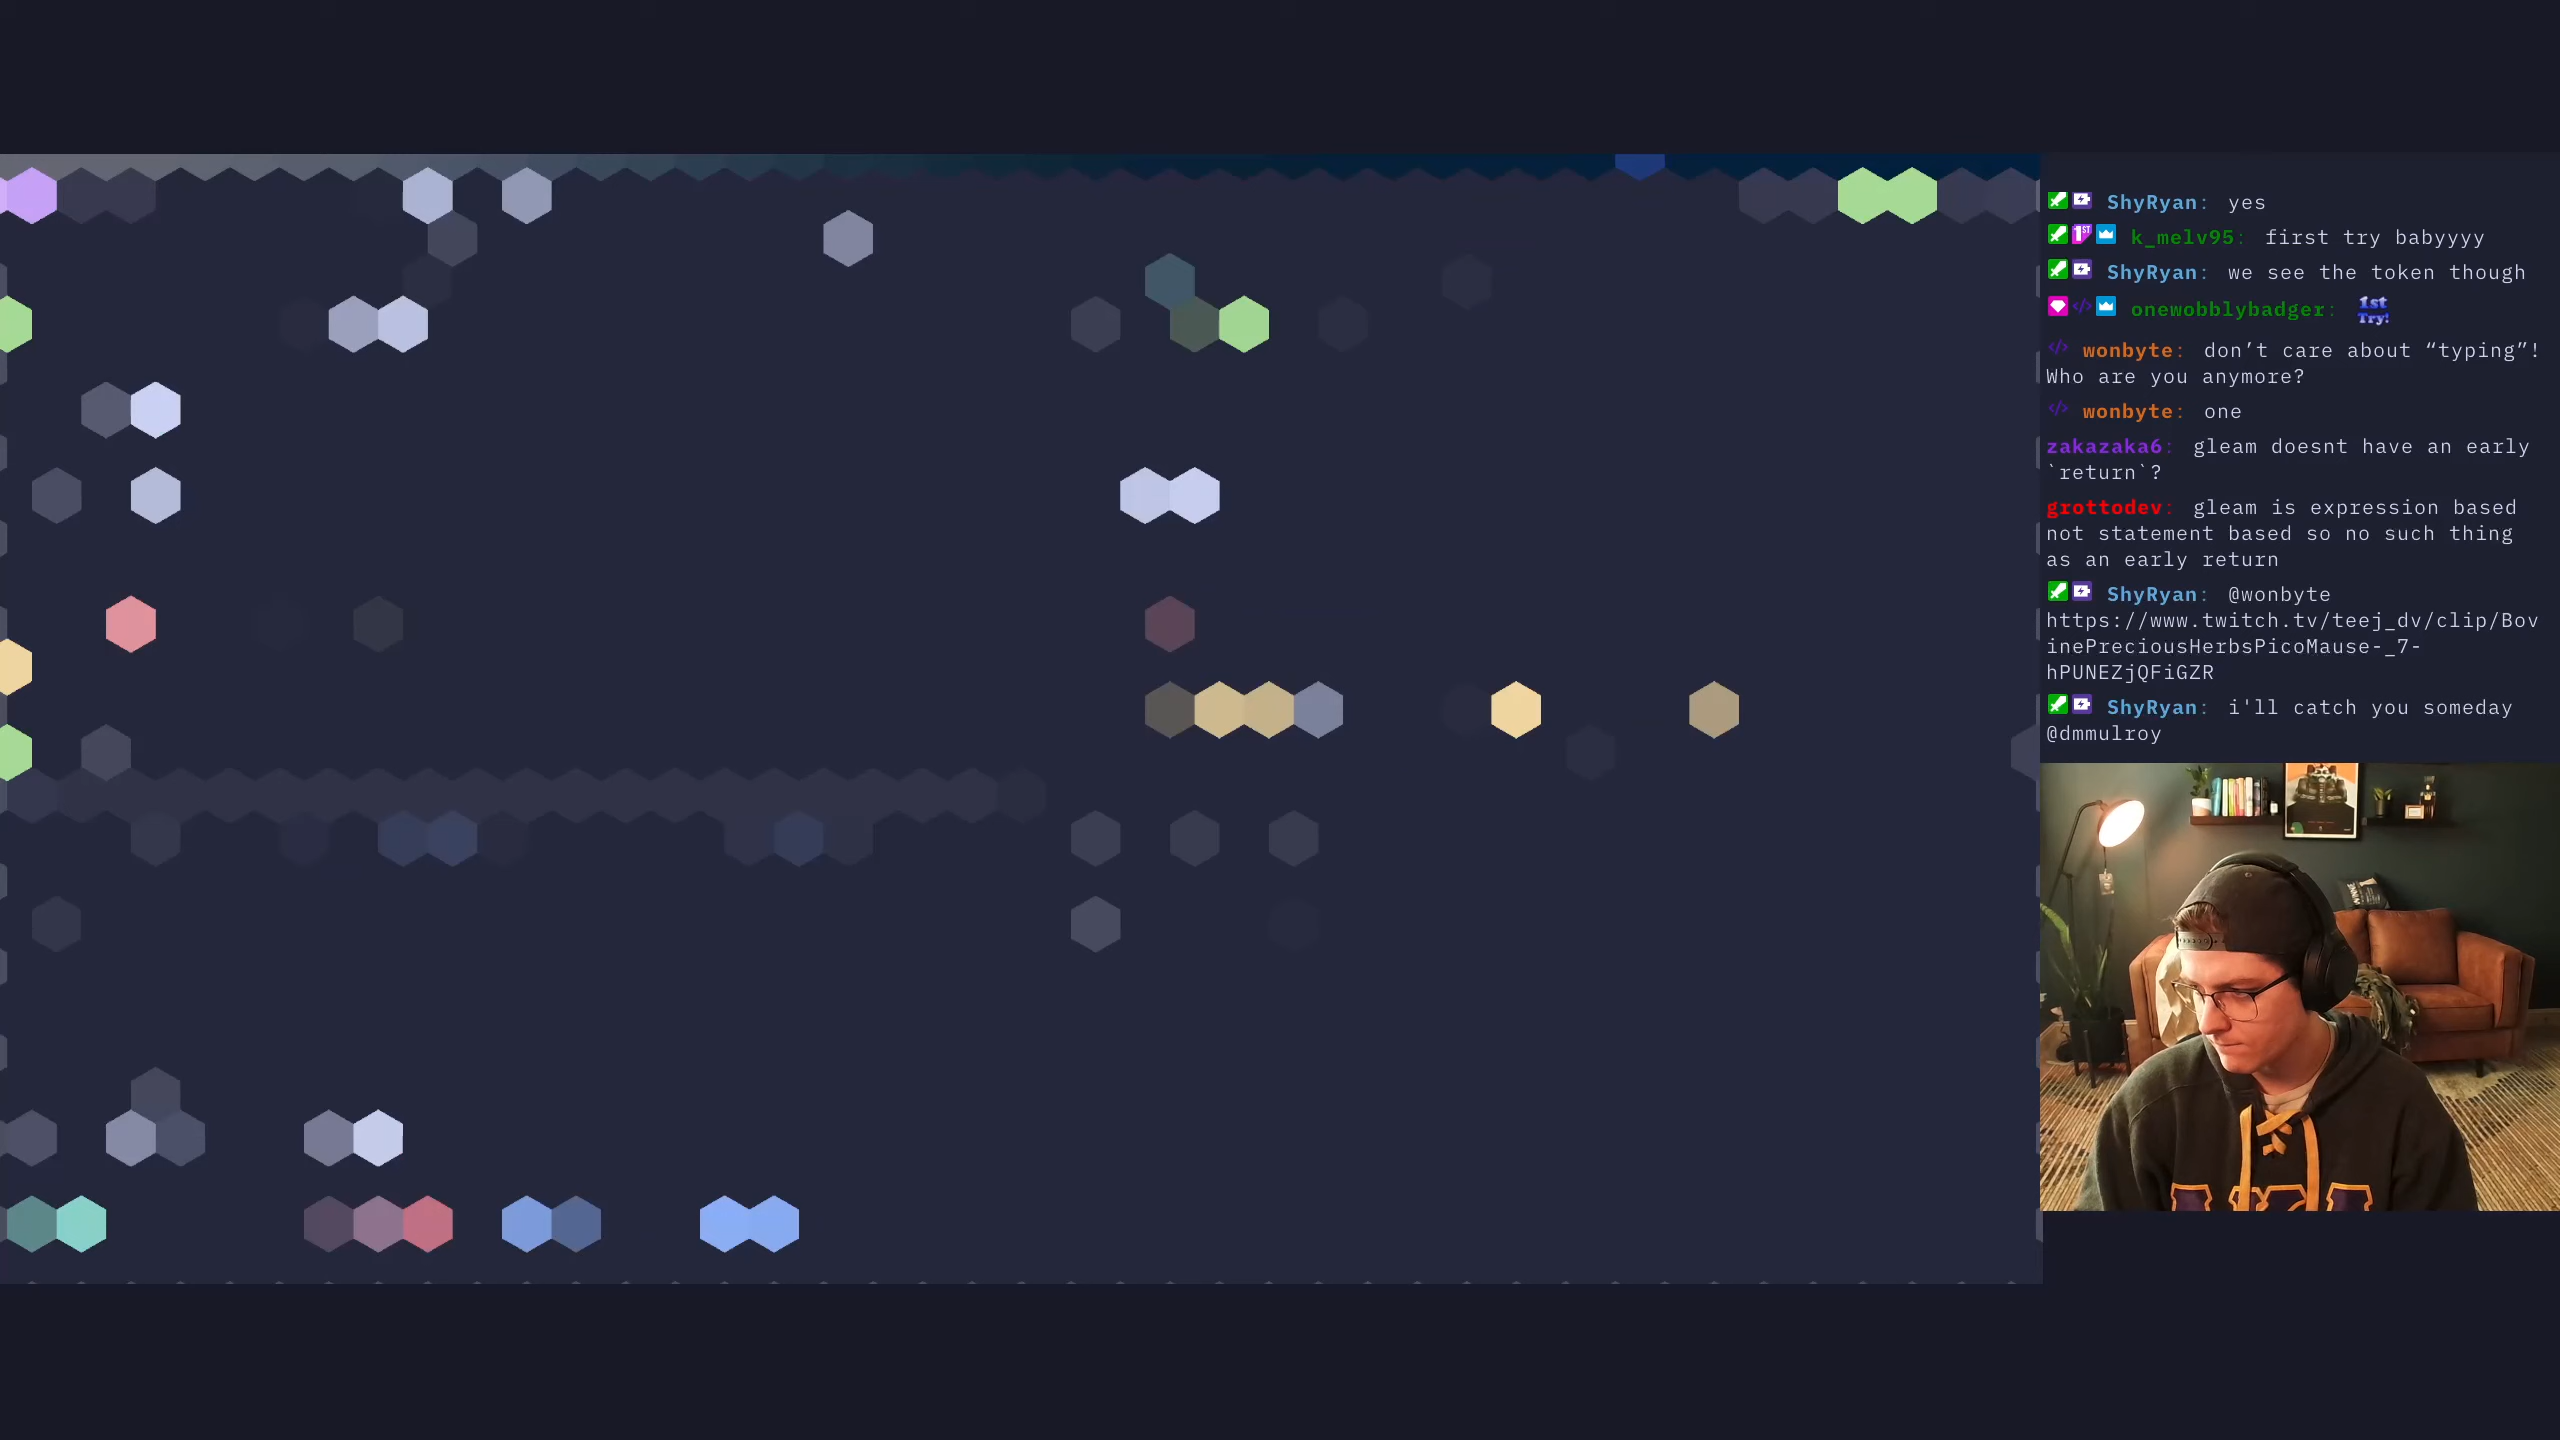 ShyRyan: yes
k_melv95: first try babyyyy
ShyRyan: we see the token though
onewobblybadger: 1st Try!
wonbyte: don’t care about “typing”!
Who are you anymore?
wonbyte: one
zakazaka6: gleam doesnt have an early
`return`?
grottodev: gleam is expression based
not statement based so no such thing
as an early return
ShyRyan: @wonbyte
https://www.twitch.tv/teej_dv/clip/Bov
inePreciousHerbsPicoMause-_7-
hPUNEZjQFiGZR
ShyRyan: i'll catch you someday
@dmmulroy